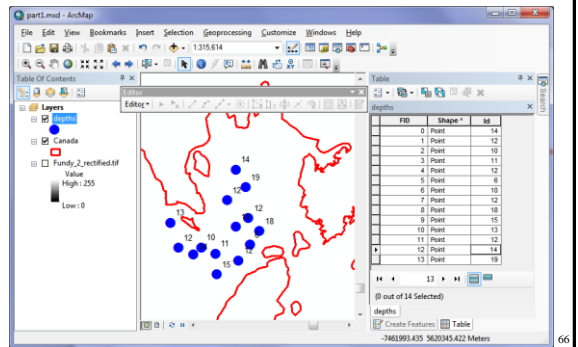 part1.mxd - ArcMap
File Edit View Bookmarks Insert Selection Geoprocessing Customize Windows Help
1:315,614
Table Of Contents
Layers
depths
Canada
Fundy_2_rectified.tif
Value
High : 255
Low : 0
Editor
Editor
14
19
12
13
12
18
12
10
11
12
15
Table
depths
FID Shape * Id
0 Point 14
1 Point 12
2 Point 10
3 Point 11
4 Point 12
5 Point 6
6 Point 10
7 Point 12
8 Point 18
9 Point 15
10 Point 13
11 Point 12
12 Point 14
13 Point 19
13
(0 out of 14 Selected)
depths
Create Features Table
Search
-7461993.435 5620345.422 Meters
66